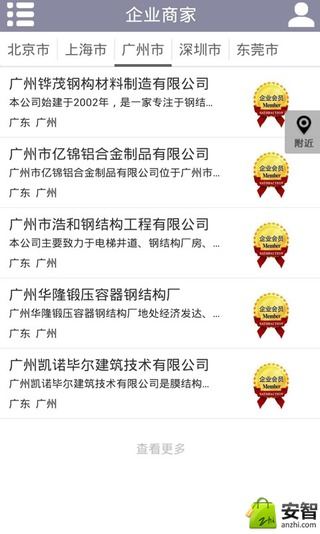 企业商家
北京市 上海市 广州市 深圳市 东莞市
广州铧茂钢构材料制造有限公司
本公司始建于2002年，是一家专注于钢结...
广东 广州
企业会员
Member
SATISFACTION
附近
广州市亿锦铝合金制品有限公司
广州市亿锦铝合金制品有限公司位于广州市...
广东 广州
企业会员
Member
SATISFACTION
广州市浩和钢结构工程有限公司
本公司主要致力于电梯井道、钢结构厂房、...
广东 广州
企业会员
Member
SATISFACTION
广州华隆锻压容器钢结构厂
广州华隆锻压容器钢结构厂地处经济发达、...
广东 广州
企业会员
Member
SATISFACTION
广州凯诺毕尔建筑技术有限公司
广州凯诺毕尔建筑技术有限公司是膜结构...
广东 广州
企业会员
Member
SATISFACTION
查看更多
zhi
安智
anzhi.com